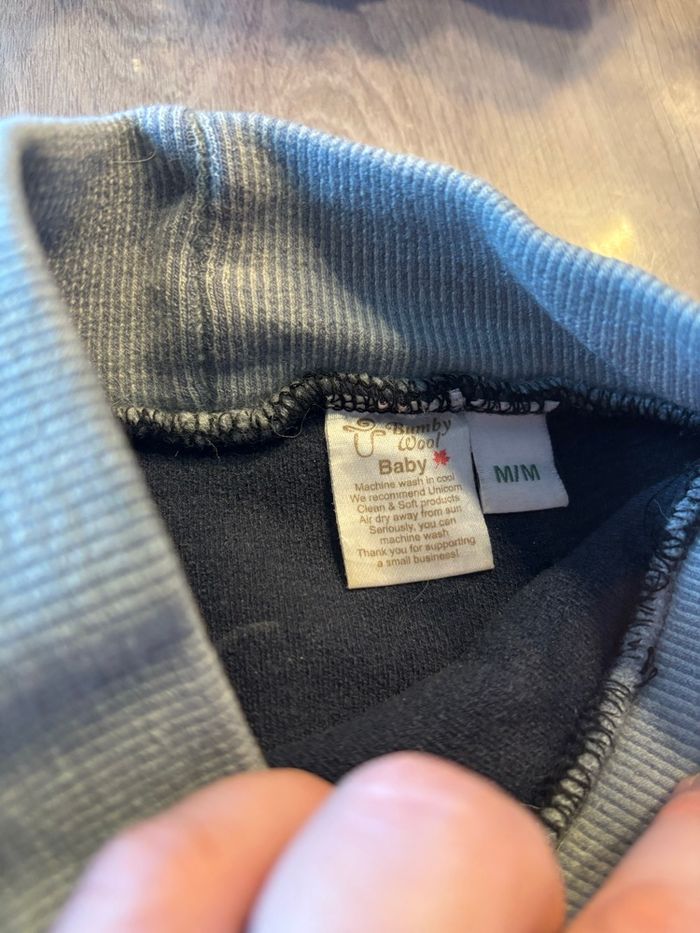 Bumby
Wool
Baby
Machine wash in cool
We recommend Unicorn
Clean & Soft products
Air dry away from sun
Seriously, you can
machine wash
Thank you for supporting
a small business!
M/M